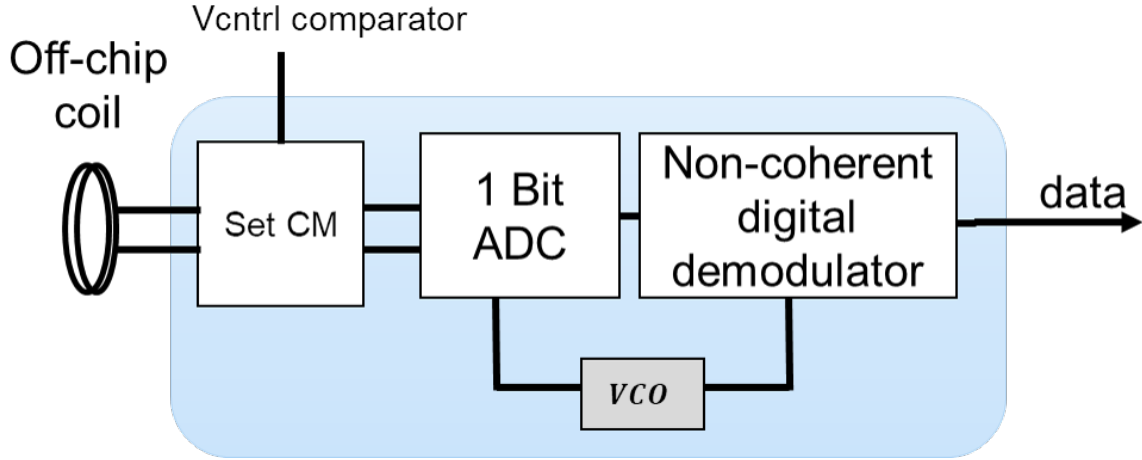 Vcntrl comparator
Off-chip
coil
Set CM
1 Bit
ADC
Non-coherent
digital
demodulator
data
VCO